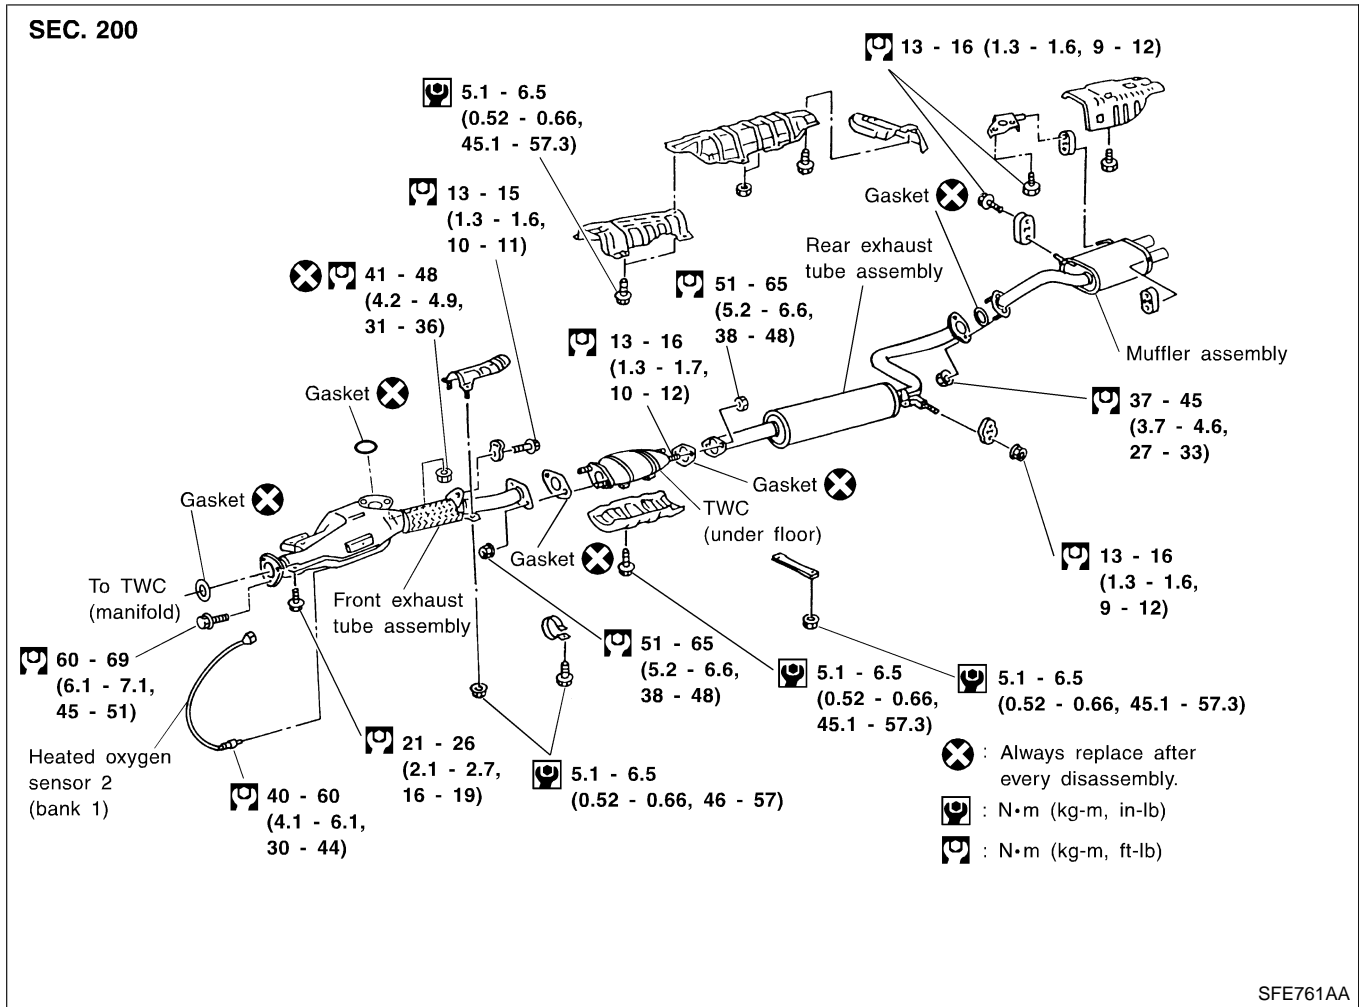 SEC. 200
13 - 16 (1.3 - 1.6, 9 - 12)
5.1 - 6.5
(0.52 - 0.66,
45.1 - 57.3)
13 - 15
(1.3 - 1.6,
10 - 11)
41 - 48
(4.2 - 4.9,
31 - 36)
Gasket
Rear exhaust
tube assembly
51 - 65
(5.2 - 6.6,
38 - 48)
13 - 16
(1.3 - 1.7,
10 - 12)
Muffler assembly
37 - 45
(3.7 - 4.6,
27 - 33)
Gasket
Gasket
Gasket
TWC
(under floor)
Gasket
To TWC
(manifold)
Front exhaust
tube assembly
13 - 16
(1.3 - 1.6,
9 - 12)
60 - 69
(6.1 - 7.1,
45 - 51)
51 - 65
(5.2 - 6.6,
38 - 48)
5.1 - 6.5
(0.52 - 0.66,
45.1 - 57.3)
5.1 - 6.5
(0.52 - 0.66, 45.1 - 57.3)
Heated oxygen
sensor 2
(bank 1)
21 - 26
(2.1 - 2.7,
16 - 19)
40 - 60
(4.1 - 6.1,
30 - 44)
5.1 - 6.5
(0.52 - 0.66, 46 - 57)
: Always replace after
every disassembly.
: N•m (kg-m, in-lb)
: N•m (kg-m, ft-lb)
SFE761AA